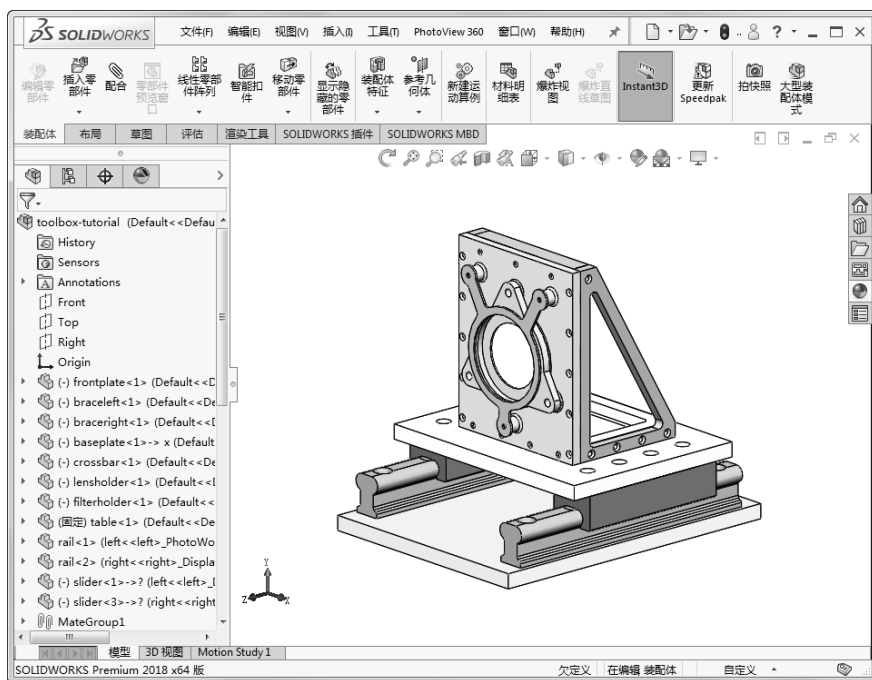 SOLIDWORKS 文件(F) 编辑(E) 视图(V) 插入(I) 工具(T) PhotoView 360 窗口(W) 帮助(H) ?
编辑零部件
插入零部件
配合
零部件预览窗口
线性零部件阵列
智能扣件
移动零部件
显示隐藏的零部件
装配体特征
参考几何体
新建运动算例
材料明细表
爆炸视图
爆炸直线草图
Instant3D
更新 Speedpak
拍快照
大型装配体模式
装配体 布局 草图 评估 渲染工具 SOLIDWORKS 插件 SOLIDWORKS MBD
toolbox-tutorial (Default<<Defau
History
Sensors
Annotations
Front
Top
Right
Origin
(-) frontplate<1> (Default<<D
(-) braceleft<1> (Default<<De
(-) braceright<1> (Default<<D
(-) baseplate<1>-> x (Default
(-) crossbar<1> (Default<<De
(-) lensholder<1> (Default<<D
(-) filterholder<1> (Default<<
(固定) table<1> (Default<<De
rail<1> (left<<left>_PhotoWo
rail<2> (right<<right>_Displa
(-) slider<1>->? (left<<left>_D
(-) slider<3>->? (right<<right
MateGroup1
Y
Z
X
模型 3D 视图 Motion Study 1
SOLIDWORKS Premium 2018 x64 版 欠定义 在编辑 装配体 自定义